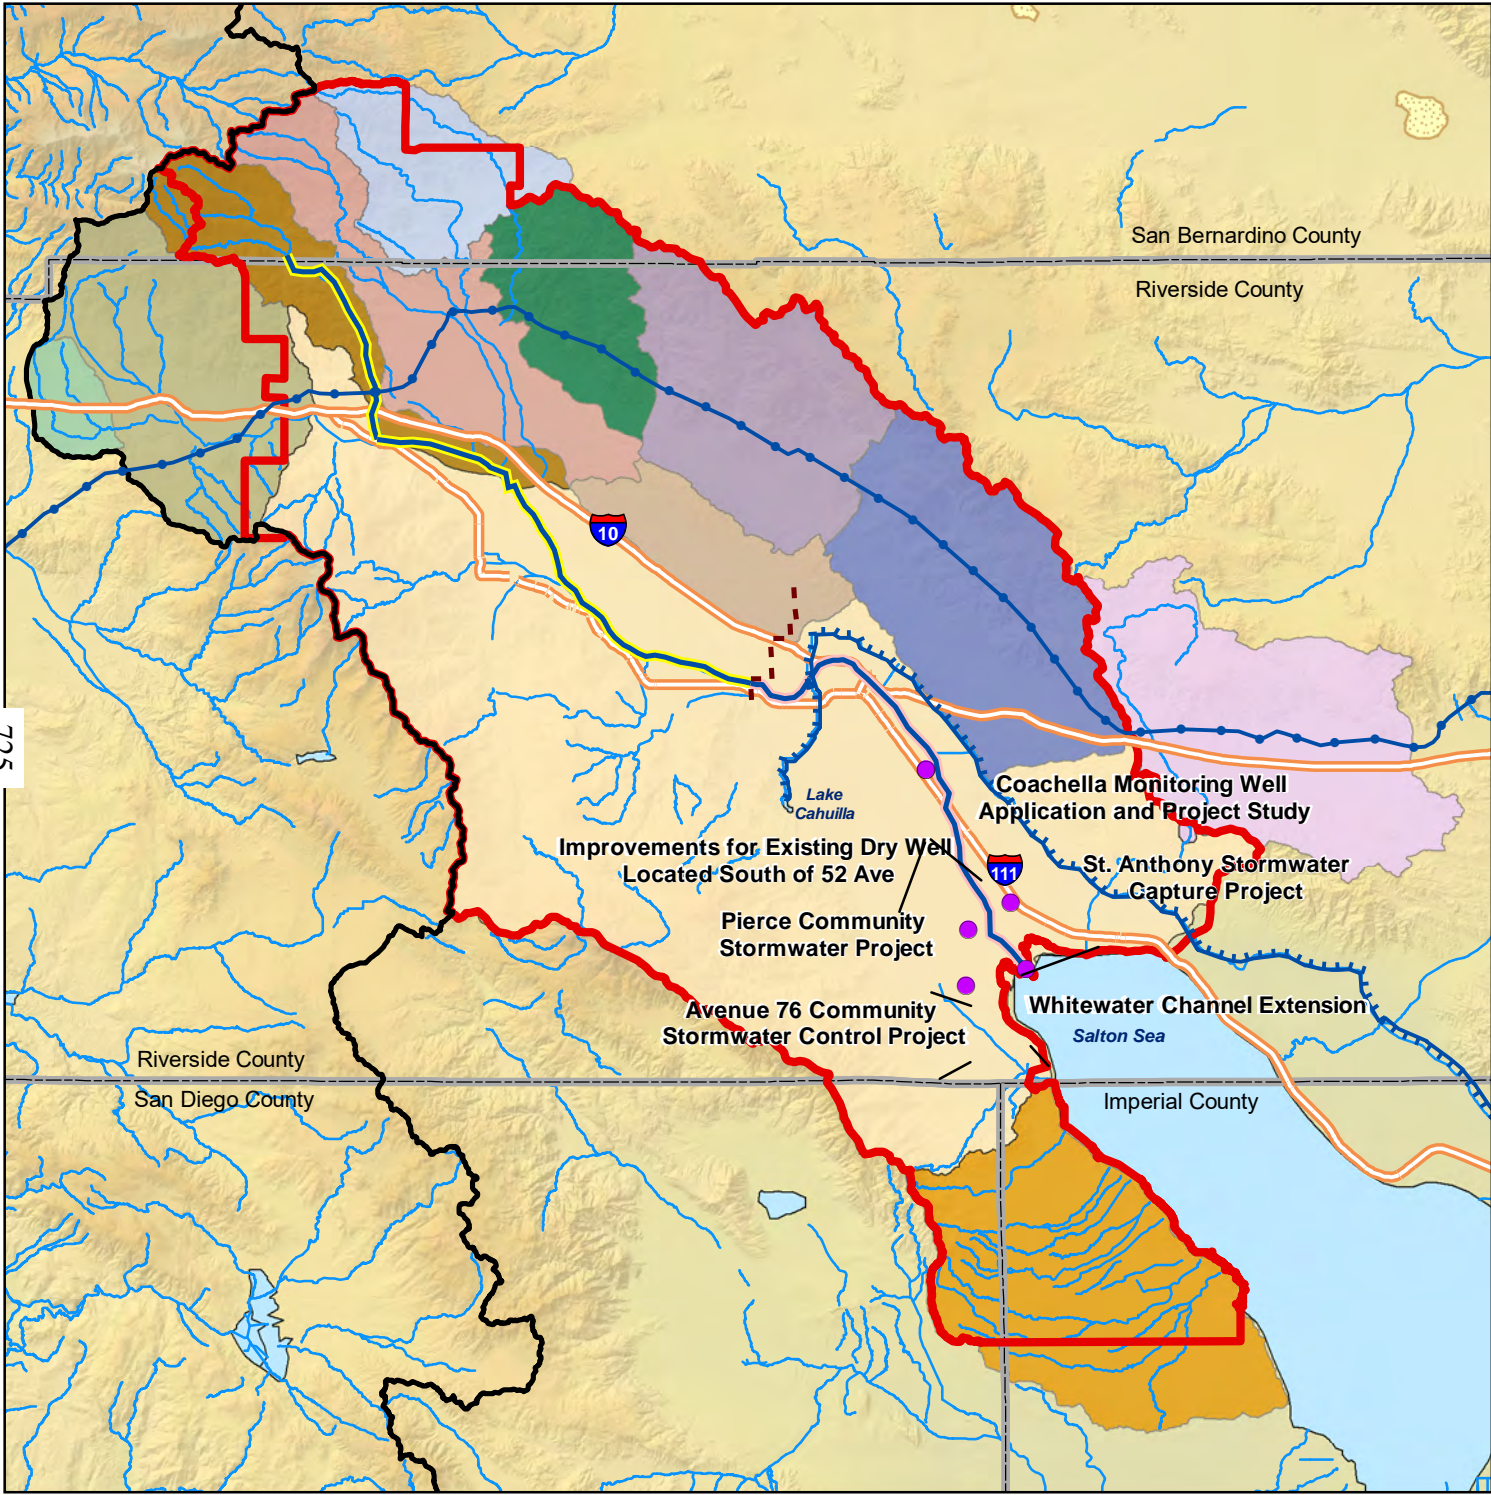 San Bernardino County
Riverside County
10
725
Lake
Cahuilla
Coachella Monitoring Well
Application and Project Study
Improvements for Existing Dry Well
Located South of 52 Ave
111
St. Anthony Stormwater
Capture Project
Pierce Community
Stormwater Project
Avenue 76 Community
Stormwater Control Project
Whitewater Channel Extension
Salton Sea
Riverside County
San Diego County
Imperial County